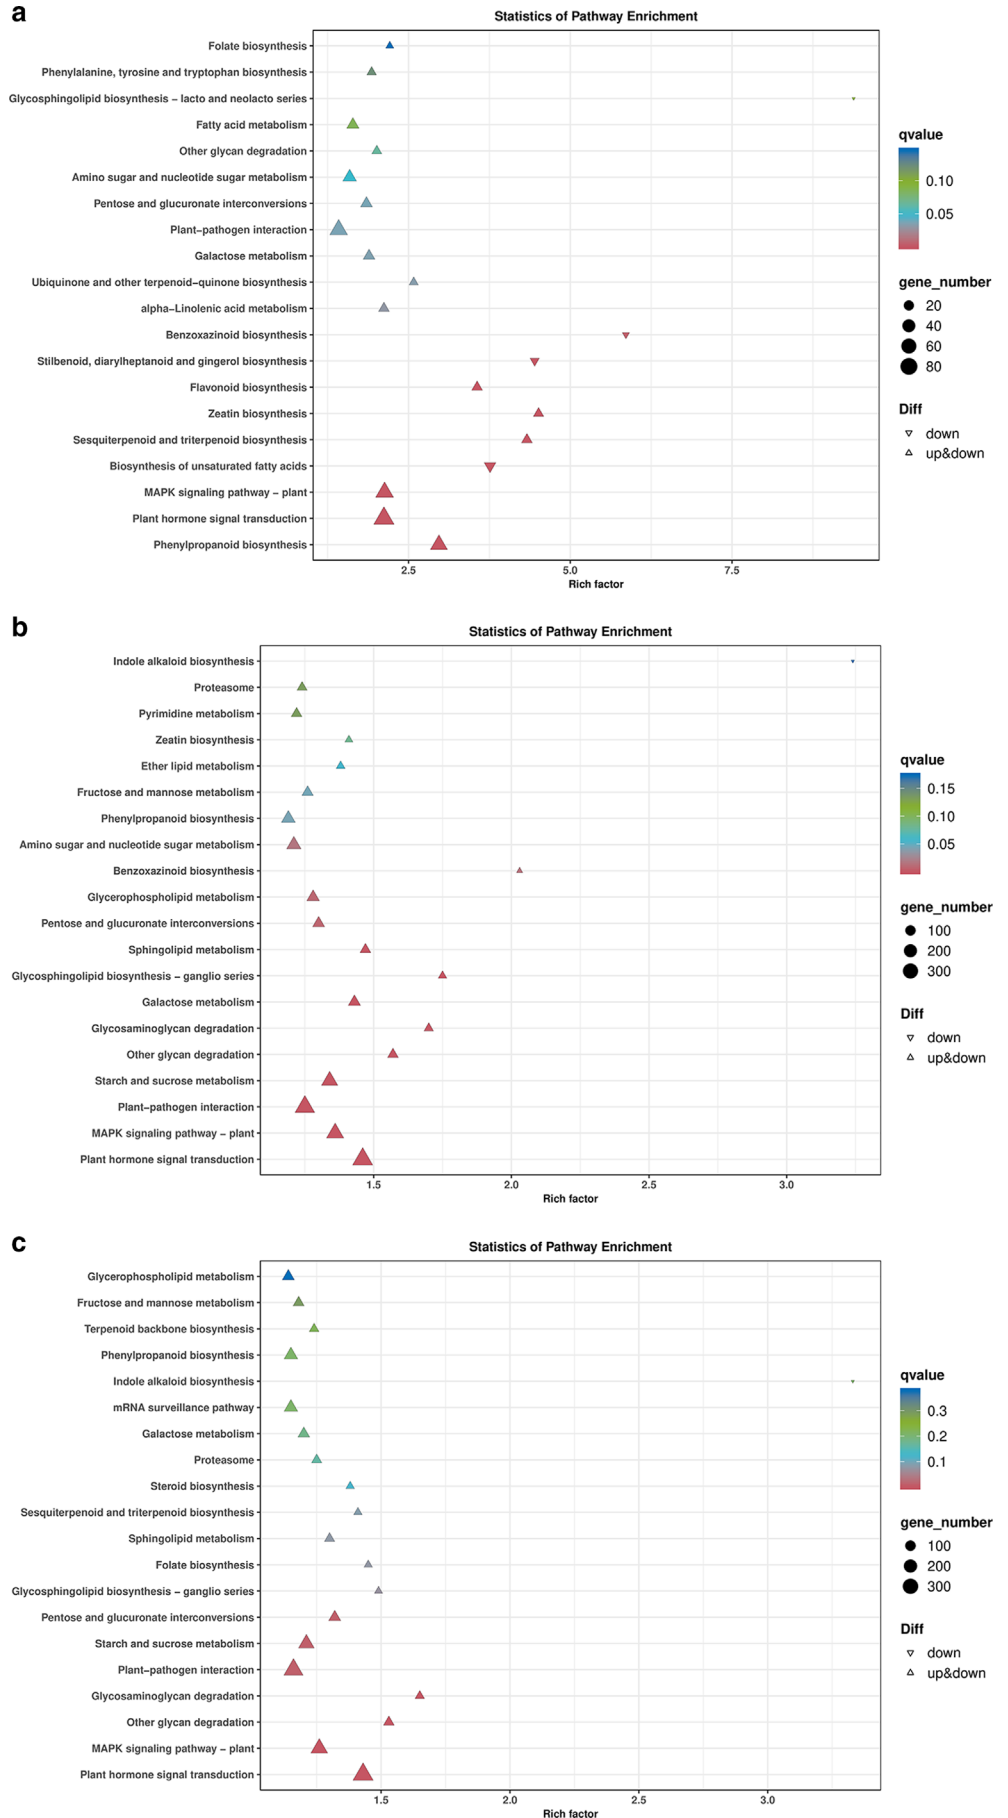 a
Statistics of Pathway Enrichment
Folate biosynthesis
Phenylalanine, tyrosine and tryptophan biosynthesis
Glycosphingolipid biosynthesis − lacto and neolacto series
Fatty acid metabolism
Other glycan degradation
Amino sugar and nucleotide sugar metabolism
Pentose and glucuronate interconversions
Plant−pathogen interaction
Galactose metabolism
Ubiquinone and other terpenoid−quinone biosynthesis
alpha−Linolenic acid metabolism
Benzoxazinoid biosynthesis
Stilbenoid, diarylheptanoid and gingerol biosynthesis
Flavonoid biosynthesis
Zeatin biosynthesis
Sesquiterpenoid and triterpenoid biosynthesis
Biosynthesis of unsaturated fatty acids
MAPK signaling pathway − plant
Plant hormone signal transduction
Phenylpropanoid biosynthesis
2.5 5.0 7.5
Rich factor
qvalue
0.10
0.05
gene_number
20
40
60
80
Diff
down
up&down
b
Statistics of Pathway Enrichment
Indole alkaloid biosynthesis
Proteasome
Pyrimidine metabolism
Zeatin biosynthesis
Ether lipid metabolism
Fructose and mannose metabolism
Phenylpropanoid biosynthesis
Amino sugar and nucleotide sugar metabolism
Benzoxazinoid biosynthesis
Glycerophospholipid metabolism
Pentose and glucuronate interconversions
Sphingolipid metabolism
Glycosphingolipid biosynthesis − ganglio series
Galactose metabolism
Glycosaminoglycan degradation
Other glycan degradation
Starch and sucrose metabolism
Plant−pathogen interaction
MAPK signaling pathway − plant
Plant hormone signal transduction
1.5 2.0 2.5 3.0
Rich factor
qvalue
0.15
0.10
0.05
gene_number
100
200
300
Diff
down
up&down
c
Statistics of Pathway Enrichment
Glycerophospholipid metabolism
Fructose and mannose metabolism
Terpenoid backbone biosynthesis
Phenylpropanoid biosynthesis
Indole alkaloid biosynthesis
mRNA surveillance pathway
Galactose metabolism
Proteasome
Steroid biosynthesis
Sesquiterpenoid and triterpenoid biosynthesis
Sphingolipid metabolism
Folate biosynthesis
Glycosphingolipid biosynthesis − ganglio series
Pentose and glucuronate interconversions
Starch and sucrose metabolism
Plant−pathogen interaction
Glycosaminoglycan degradation
Other glycan degradation
MAPK signaling pathway − plant
Plant hormone signal transduction
1.5 2.0 2.5 3.0
Rich factor
qvalue
0.3
0.2
0.1
gene_number
100
200
300
Diff
down
up&down